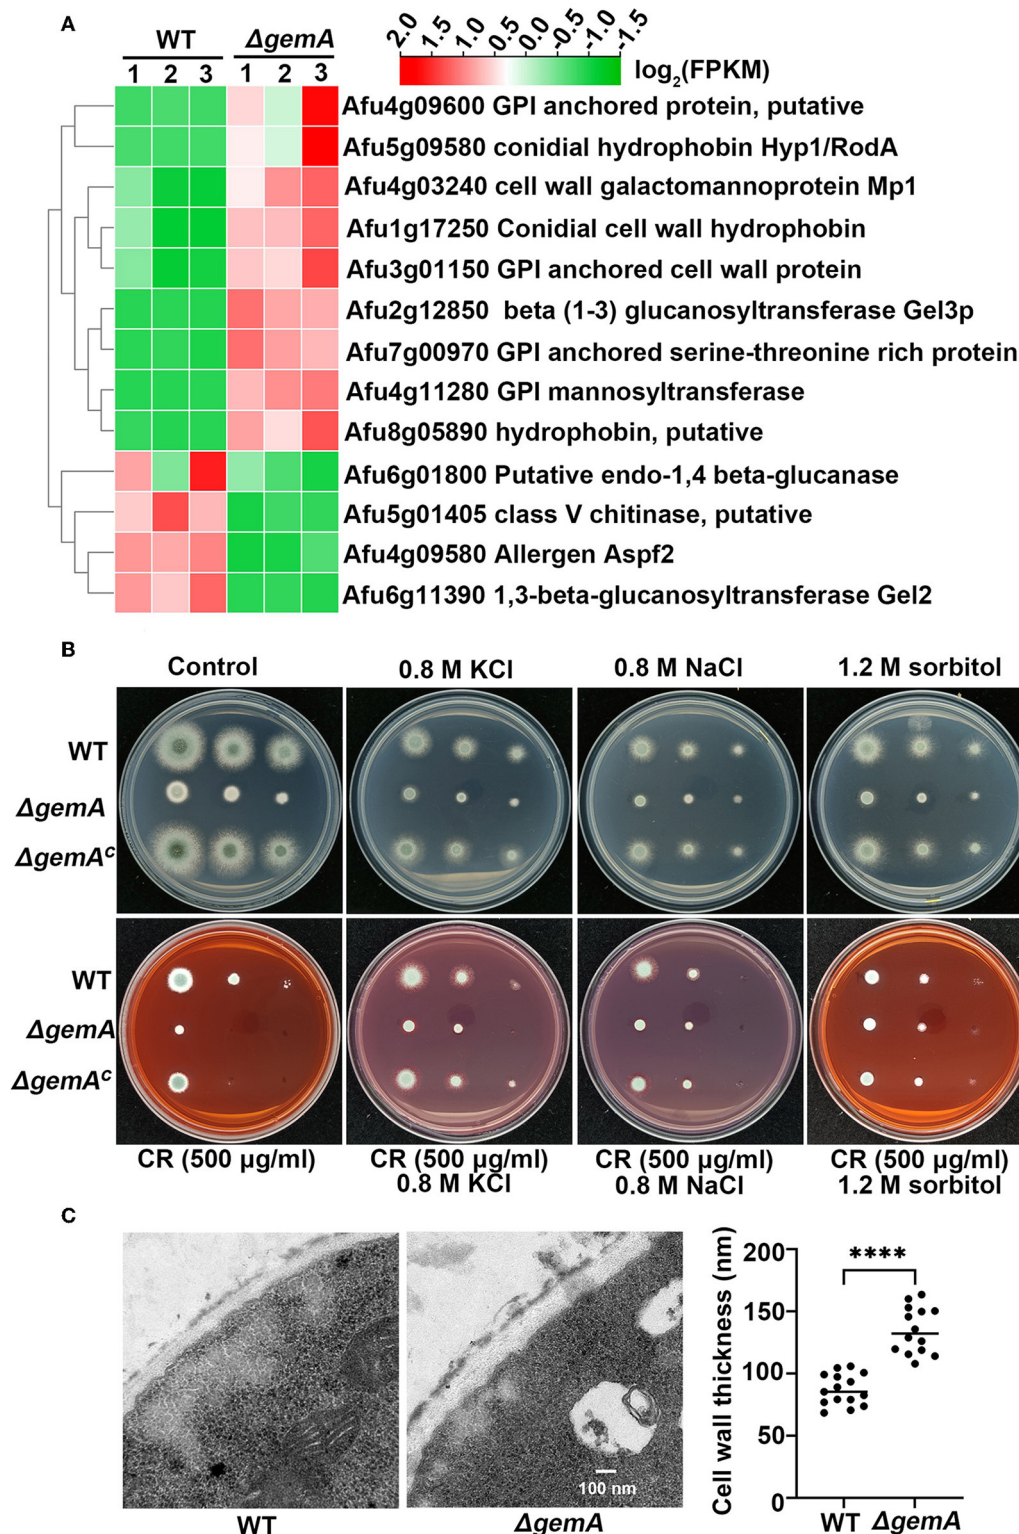 A
WT ΔgemA
1 2 3 1 2 3
2.0 1.5 1.0 0.5 0.0 -0.5 -1.0 -1.5
log2(FPKM)
Afu4g09600 GPI anchored protein, putative
Afu5g09580 conidial hydrophobin Hyp1/RodA
Afu4g03240 cell wall galactomannoprotein Mp1
Afu1g17250 Conidial cell wall hydrophobin
Afu3g01150 GPI anchored cell wall protein
Afu2g12850 beta (1-3) glucanosyltransferase Gel3p
Afu7g00970 GPI anchored serine-threonine rich protein
Afu4g11280 GPI mannosyltransferase
Afu8g05890 hydrophobin, putative
Afu6g01800 Putative endo-1,4 beta-glucanase
Afu5g01405 class V chitinase, putative
Afu4g09580 Allergen Aspf2
Afu6g11390 1,3-beta-glucanosyltransferase Gel2
B
Control 0.8 M KCl 0.8 M NaCl 1.2 M sorbitol
WT
ΔgemA
ΔgemAc
WT
ΔgemA
ΔgemAc
CR (500 µg/ml) CR (500 µg/ml) CR (500 µg/ml) CR (500 µg/ml)
0.8 M KCl 0.8 M NaCl 1.2 M sorbitol
C
100 nm
WT ΔgemA
Cell wall thickness (nm)
200
150
100
50
0
****
WT ΔgemA